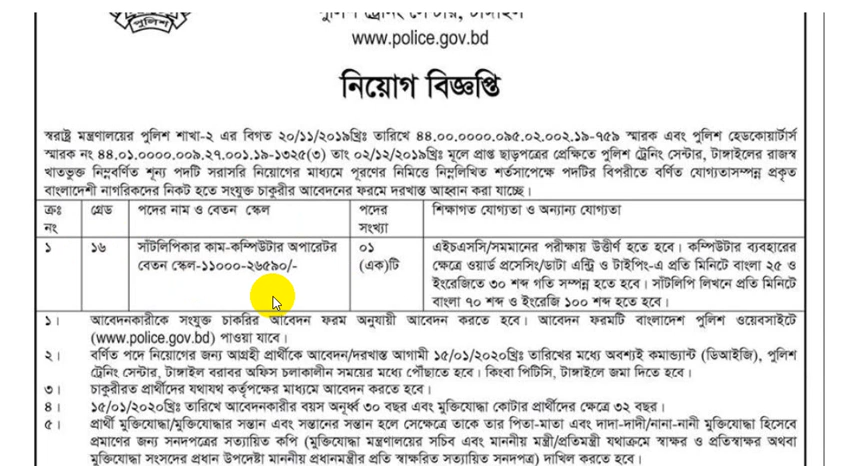 পুলিশ
পুলিশ ট্রেনিং সেন্টার, টাঙ্গাইল
www.police.gov.bd
নিয়োগ বিজ্ঞপ্তি
স্বরাষ্ট্র মন্ত্রণালয়ের পুলিশ শাখা-২ এর বিগত ২০/১১/২০১৯খ্রিঃ তারিখে ৪৪.০০.০০০০.০৯৫.০২.০০২.১৯-৭৫৯ স্মারক এবং পুলিশ হেডকোয়ার্টার্স
স্মারক নং ৪৪.০১.০০০০.০০৯.২৭.০০১.১৯-১৩২৫(৩) তাং ০২/১২/২০১৯খ্রিঃ মূলে প্রাপ্ত ছাড়পত্রের প্রেক্ষিতে পুলিশ ট্রেনিং সেন্টার, টাঙ্গাইলের রাজস্ব
খাতভুক্ত নিম্নবর্ণিত শূন্য পদটি সরাসরি নিয়োগের মাধ্যমে পূরণের নিমিত্তে নিম্নলিখিত শর্তসাপেক্ষে পদটির বিপরীতে বর্ণিত যোগ্যতাসম্পন্ন প্রকৃত
বাংলাদেশী নাগরিকদের নিকট হতে সংযুক্ত চাকুরীর আবেদনের ফরমে দরখাস্ত আহ্বান করা যাচ্ছে।
ক্রঃ নং গ্রেড পদের নাম ও বেতন স্কেল পদের সংখ্যা শিক্ষাগত যোগ্যতা ও অন্যান্য যোগ্যতা
১ ১৬ সাঁটলিপিকার কাম-কম্পিউটার অপারেটর ০১ এইচএসসি/সমমানের পরীক্ষায় উত্তীর্ণ হতে হবে। কম্পিউটার ব্যবহারের
বেতন স্কেল-১১০০০-২৬৫৯০/- (এক)টি ক্ষেত্রে ওয়ার্ড প্রসেসিং/ডাটা এন্ট্রি ও টাইপিং-এ প্রতি মিনিটে বাংলা ২৫ ও
ইংরেজিতে ৩০ শব্দ গতি সম্পন্ন হতে হবে। সাঁটলিপি লিখনে প্রতি মিনিটে
বাংলা ৭০ শব্দ ও ইংরেজি ১০০ শব্দ হতে হবে।
১। আবেদনকারীকে সংযুক্ত চাকরির আবেদন ফরম অনুযায়ী আবেদন করতে হবে। আবেদন ফরমটি বাংলাদেশ পুলিশ ওয়েবসাইটে
(www.police.gov.bd) পাওয়া যাবে।
২। বর্ণিত পদে নিয়োগের জন্য আগ্রহী প্রার্থীকে আবেদন/দরখাস্ত আগামী ১৫/০১/২০২০খ্রিঃ তারিখের মধ্যে অবশ্যই কমান্ড্যান্ট (ডিআইজি), পুলিশ
ট্রেনিং সেন্টার, টাঙ্গাইল বরাবর অফিস চলাকালীন সময়ের মধ্যে পৌঁছাতে হবে। কিংবা পিটিসি, টাঙ্গাইলে জমা দিতে হবে।
৩। চাকুরীরত প্রার্থীদের যথাযথ কর্তৃপক্ষের মাধ্যমে আবেদন করতে হবে।
৪। ১৫/০১/২০২০খ্রিঃ তারিখে আবেদনকারীর বয়স অনূর্ধ্ব ৩০ বছর এবং মুক্তিযোদ্ধা কোটার প্রার্থীদের ক্ষেত্রে ৩২ বছর।
৫। প্রার্থী মুক্তিযোদ্ধা/মুক্তিযোদ্ধার সন্তান এবং সন্তানের সন্তান হলে সেক্ষেত্রে তাকে তার পিতা-মাতা এবং দাদা-দাদী/নানা-নানী মুক্তিযোদ্ধা হিসেবে
প্রমাণের জন্য সনদপত্রের সত্যায়িত কপি (মুক্তিযোদ্ধা মন্ত্রণালয়ের সচিব এবং মাননীয় মন্ত্রী/প্রতিমন্ত্রী যথাক্রমে স্বাক্ষর ও প্রতিস্বাক্ষর অথবা
মুক্তিযোদ্ধা সংসদের প্রধান উপদেষ্টা মাননীয় প্রধানমন্ত্রীর প্রতি স্বাক্ষরিত সত্যায়িত সনদপত্র) দাখিল করতে হবে।